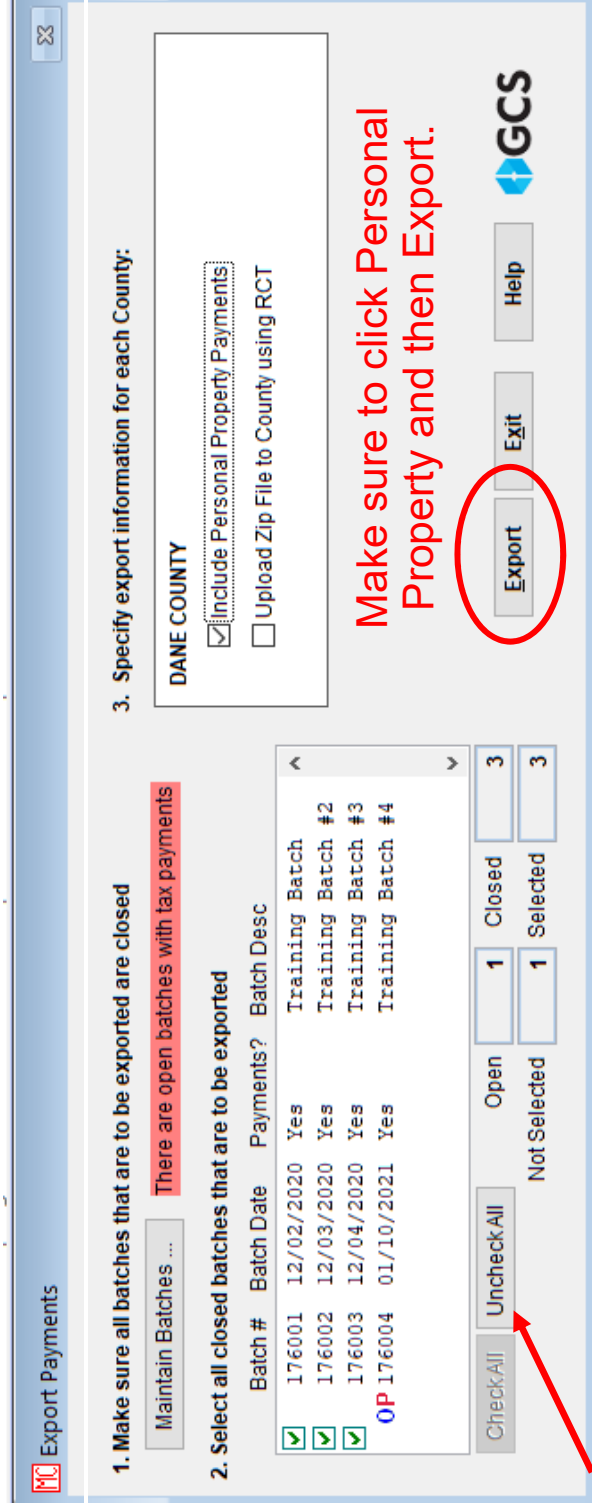 MC Export Payments
1. Make sure all batches that are to be exported are closed
Maintain Batches ... There are open batches with tax payments
2. Select all closed batches that are to be exported
Batch # Batch Date Payments? Batch Desc
176001 12/02/2020 Yes Training Batch
176002 12/03/2020 Yes Training Batch #2
176003 12/04/2020 Yes Training Batch #3
OP 176004 01/10/2021 Yes Training Batch #4
Check All Uncheck All Open 1 Closed 3
Not Selected 1 Selected 3
3. Specify export information for each County:
DANE COUNTY
Include Personal Property Payments
Upload Zip File to County using RCT
Make sure to click Personal
Property and then Export.
Export Exit Help GCS